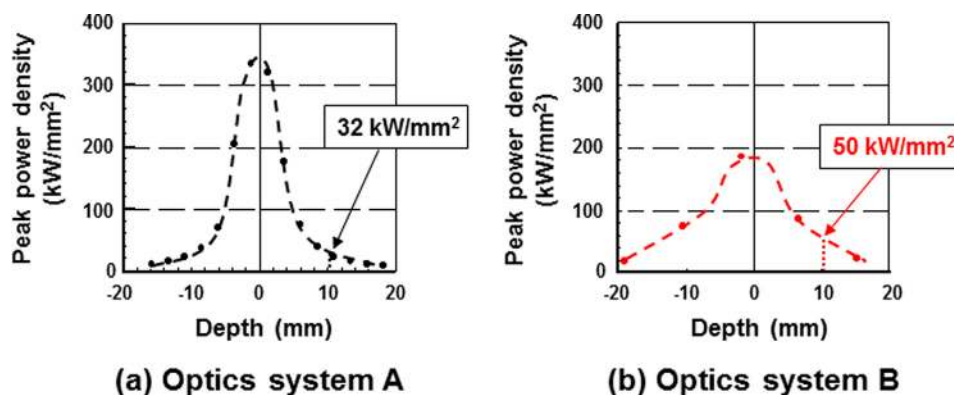 Peak power density
(kW/mm²)
400
300
200
100
0
-20
-10
0
10
20
Depth (mm)
32 kW/mm²
(a) Optics system A
Peak power density
(kW/mm²)
400
300
200
100
0
-20
-10
0
10
20
Depth (mm)
50 kW/mm²
(b) Optics system B